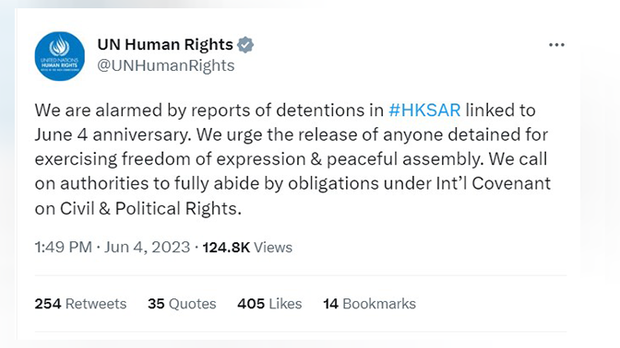 UN Human Rights
@UNHumanRights
UNITED NATIONS
HUMAN RIGHTS
We are alarmed by reports of detentions in #HKSAR linked to
June 4 anniversary. We urge the release of anyone detained for
exercising freedom of expression & peaceful assembly. We call
on authorities to fully abide by obligations under Int'l Covenant
on Civil & Political Rights.
1:49 PM · Jun 4, 2023 · 124.8K Views
254 Retweets 35 Quotes 405 Likes 14 Bookmarks